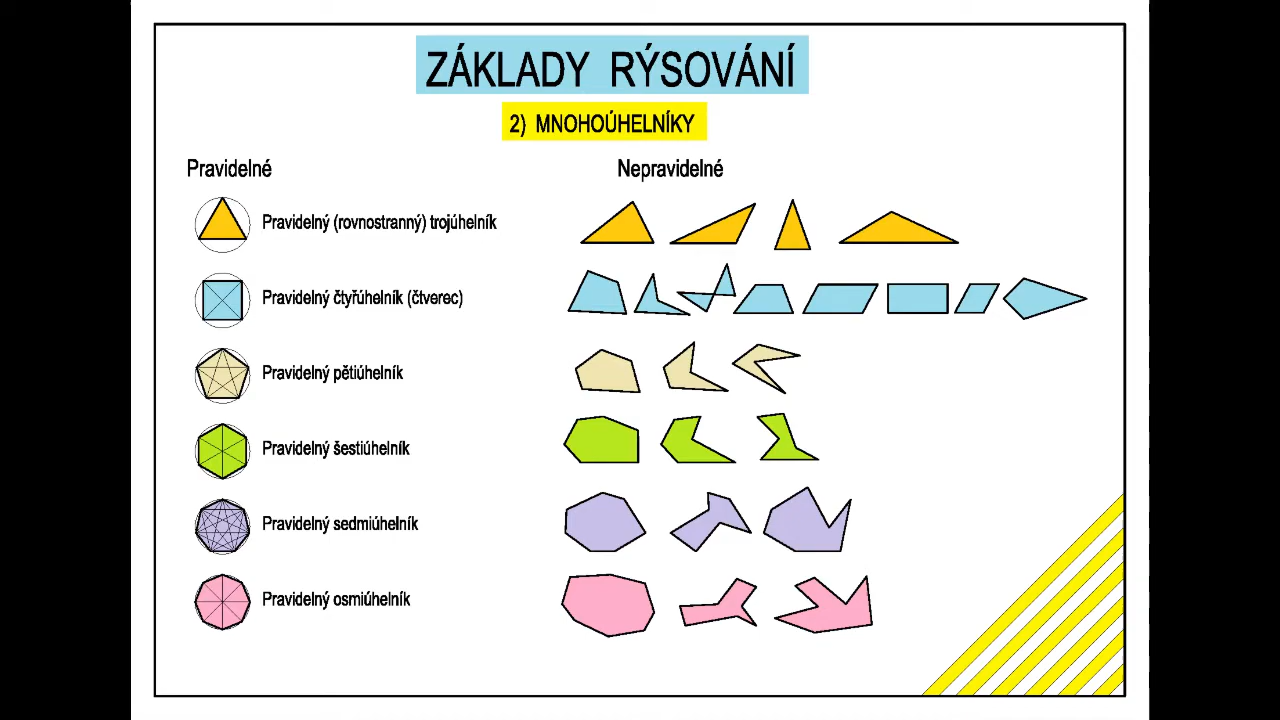 ZÁKLADY RÝSOVÁNÍ
2) MNOHOÚHELNÍKY
Pravidelné
Nepravidelné
Pravidelný (rovnostranný) trojúhelník
Pravidelný čtyřúhelník (čtverec)
Pravidelný pětiúhelník
Pravidelný šestiúhelník
Pravidelný sedmiúhelník
Pravidelný osmiúhelník